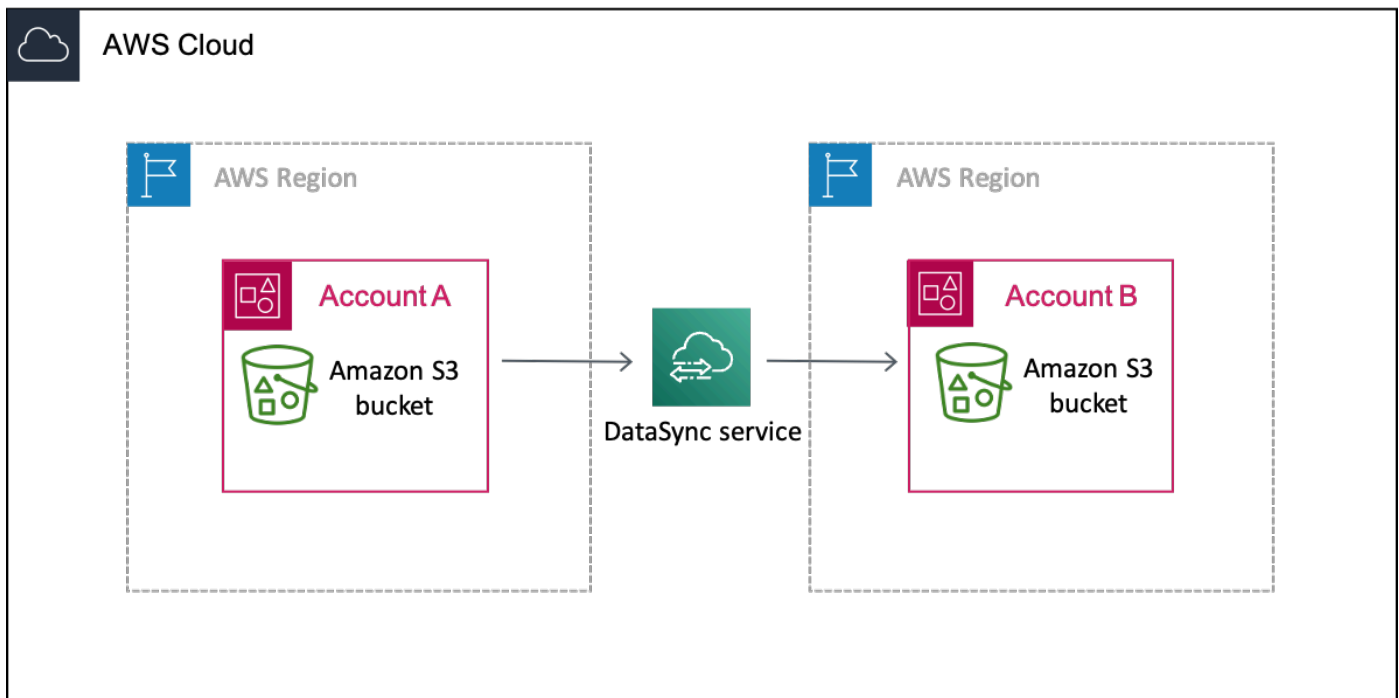 AWS Cloud
AWS Region
AWS Region
Account A
Account B
Amazon S3
bucket
Amazon S3
bucket
DataSync service